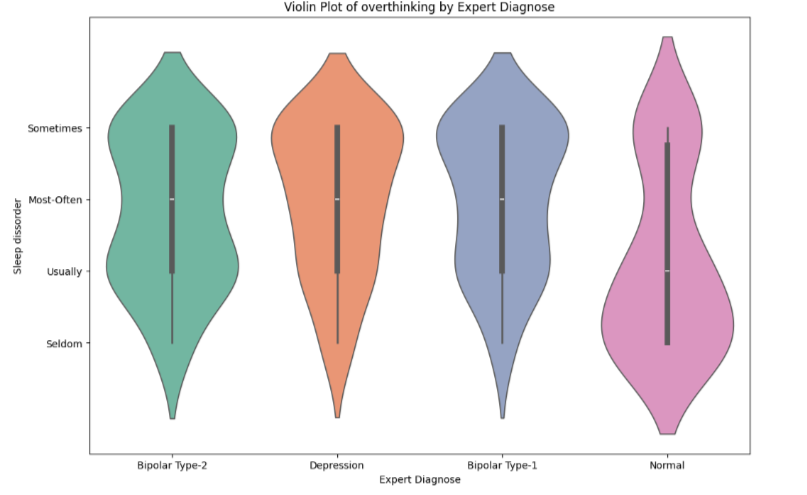 Violin Plot of overthinking by Expert Diagnose
Sleep dissorder
Sometimes
Most-Often
Usually
Seldom
Bipolar Type-2
Depression
Bipolar Type-1
Normal
Expert Diagnose